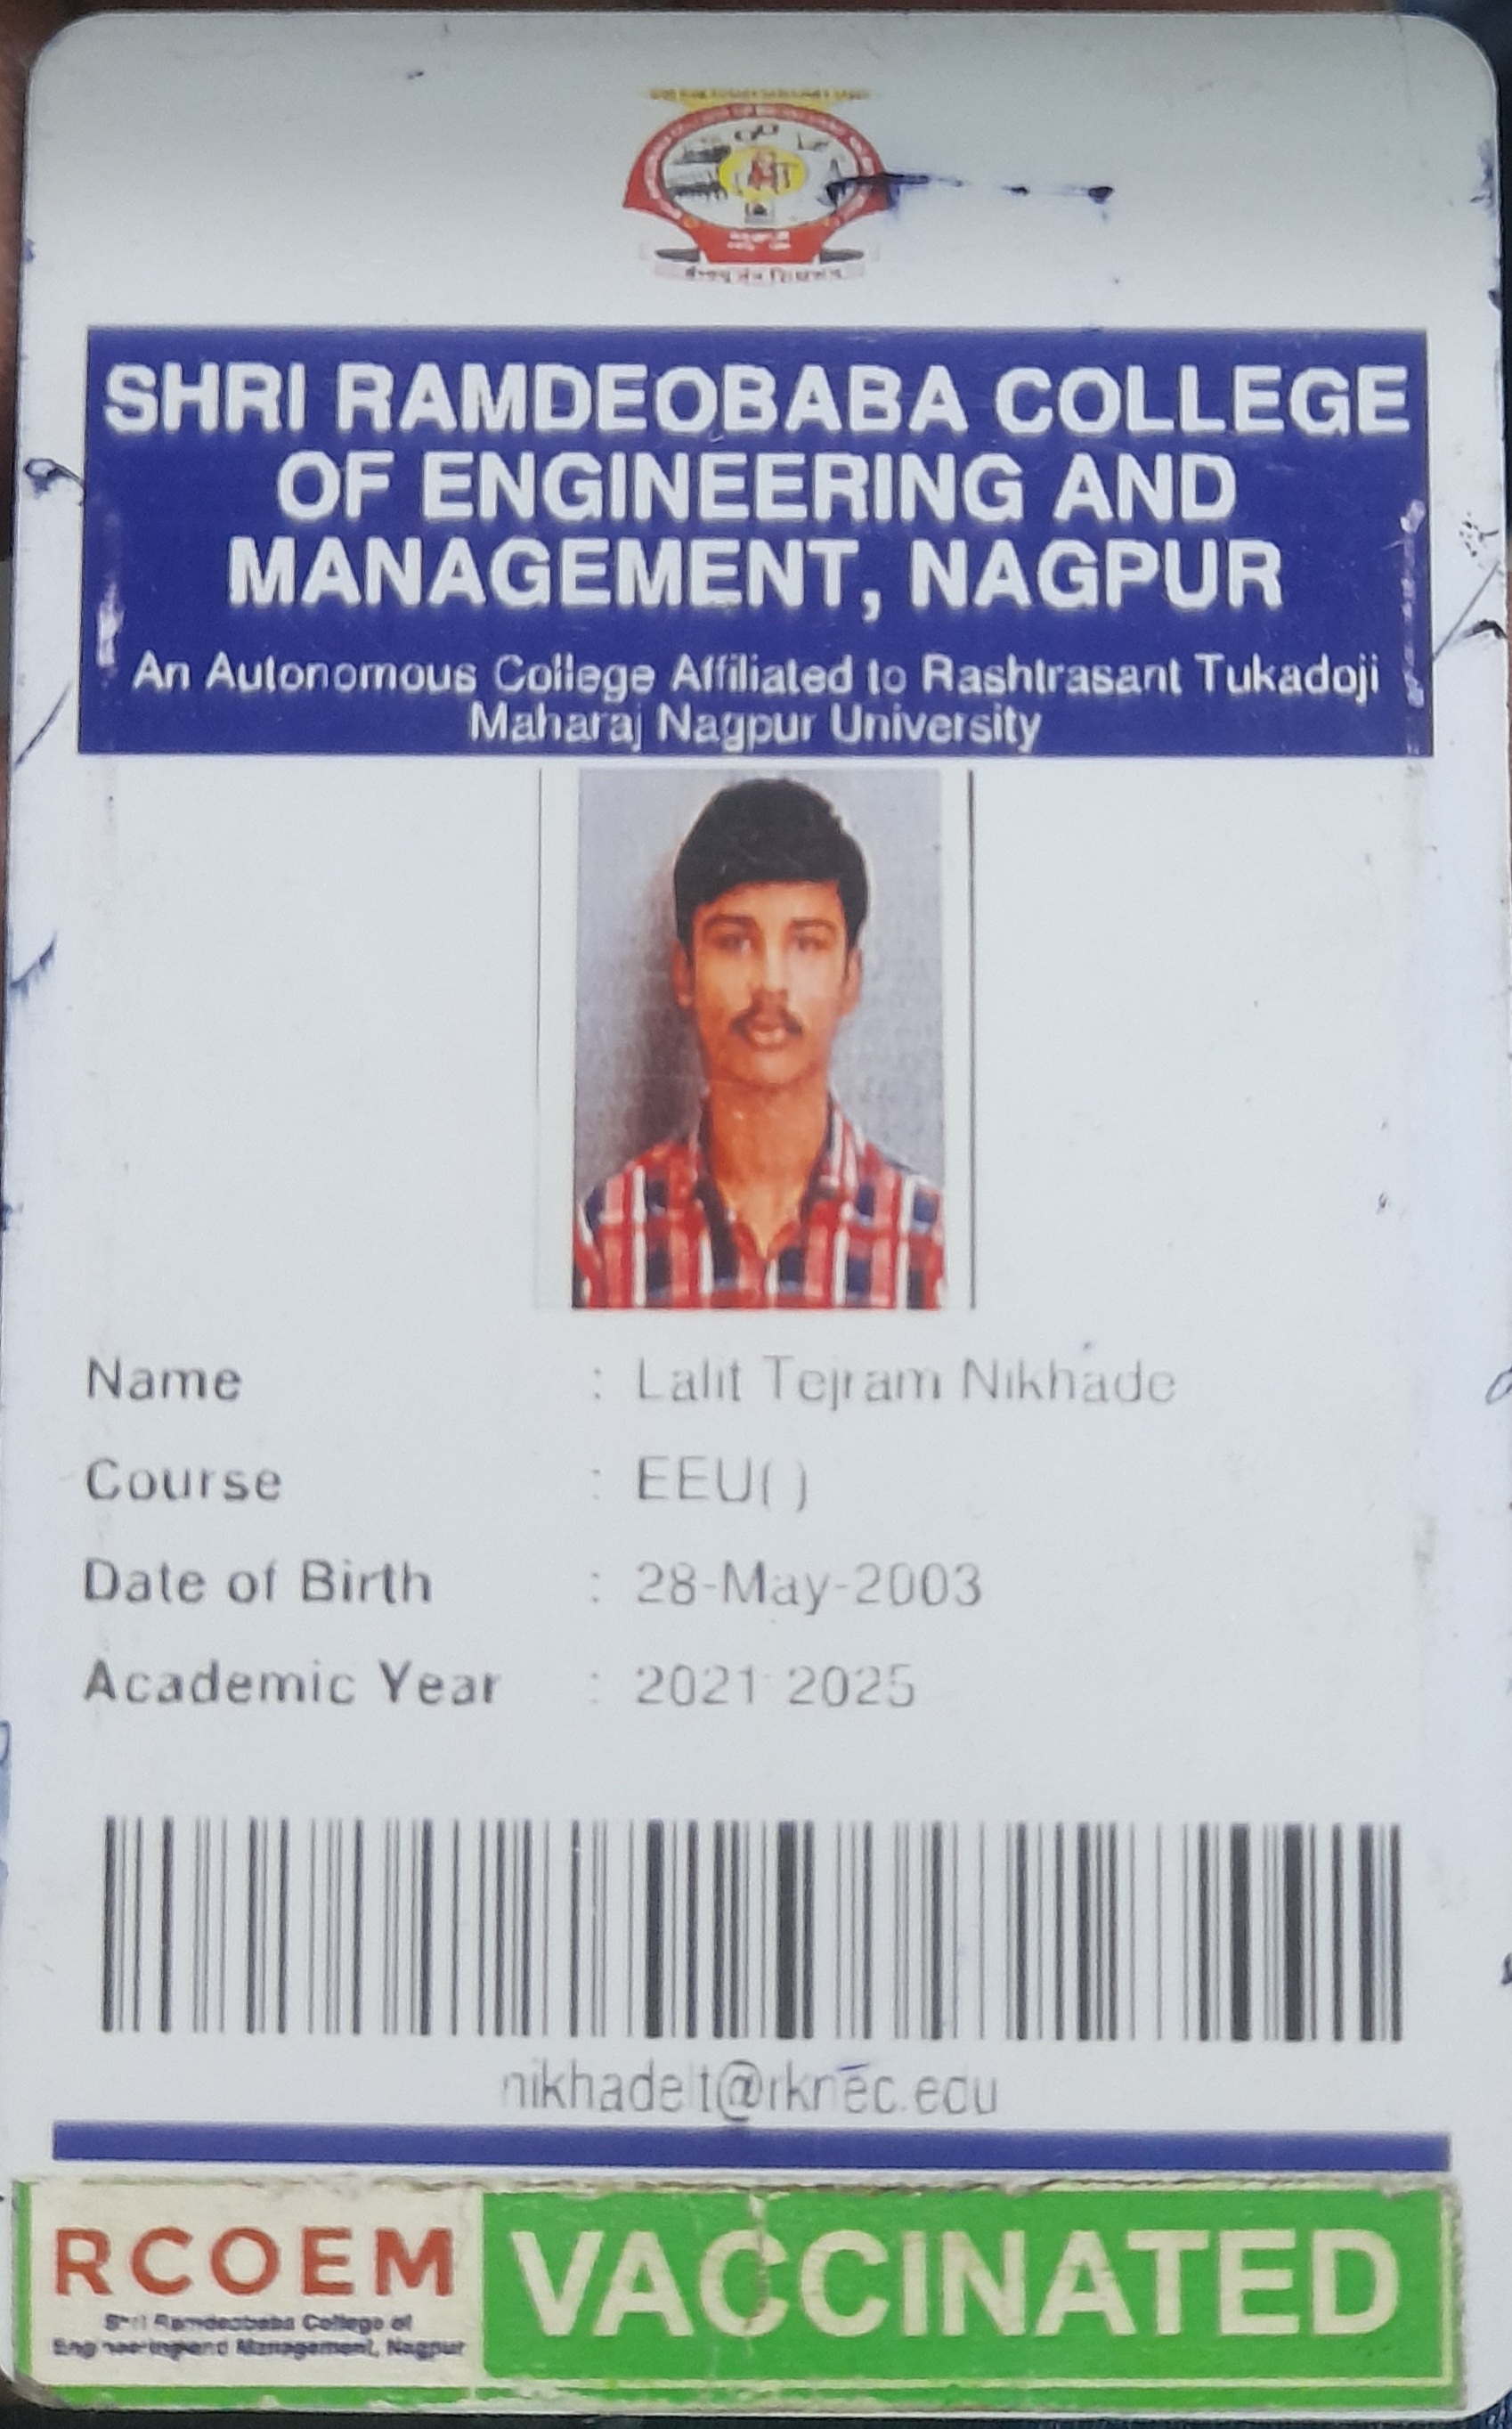 SHRI RAMDEOBABA COLLEGE
OF ENGINEERING AND
MANAGEMENT, NAGPUR
An Autonomous College Affiliated to Rashtrasant Tukadoji
Maharaj Nagpur University
Name : Lalit Tejram Nikhade
Course : EEU( )
Date of Birth : 28-May-2003
Academic Year : 2021 2025
nikhadelt@rknec.edu
RCOEM
Shri Ramdeobaba College of
Engineering and Management, Nagpur
VACCINATED